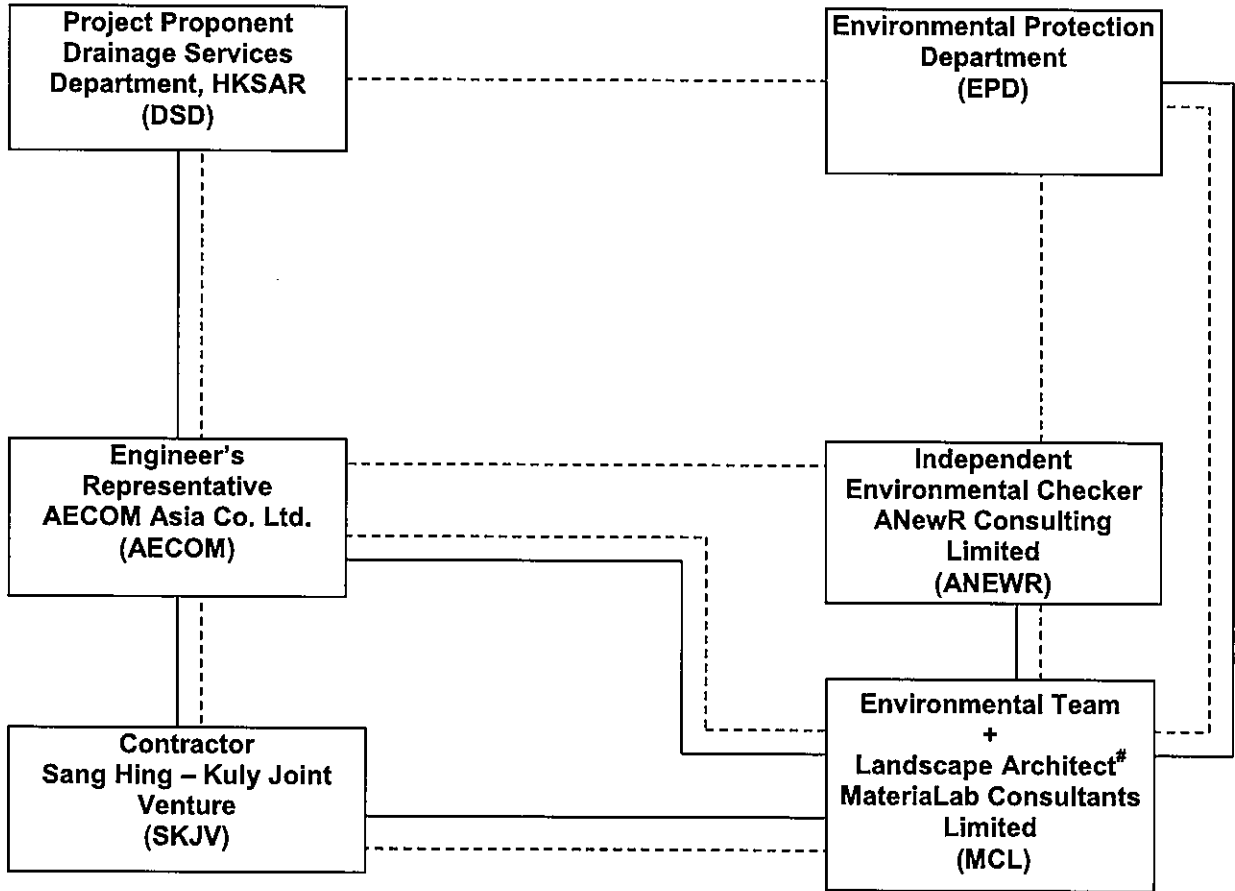 Project Proponent
Drainage Services
Department, HKSAR
(DSD)
Environmental Protection
Department
(EPD)
Engineer's
Representative
AECOM Asia Co. Ltd.
(AECOM)
Independent
Environmental Checker
ANewR Consulting
Limited
(ANEWR)
Contractor
Sang Hing – Kuly Joint
Venture
(SKJV)
Environmental Team
+
Landscape Architect#
MateriaLab Consultants
Limited
(MCL)